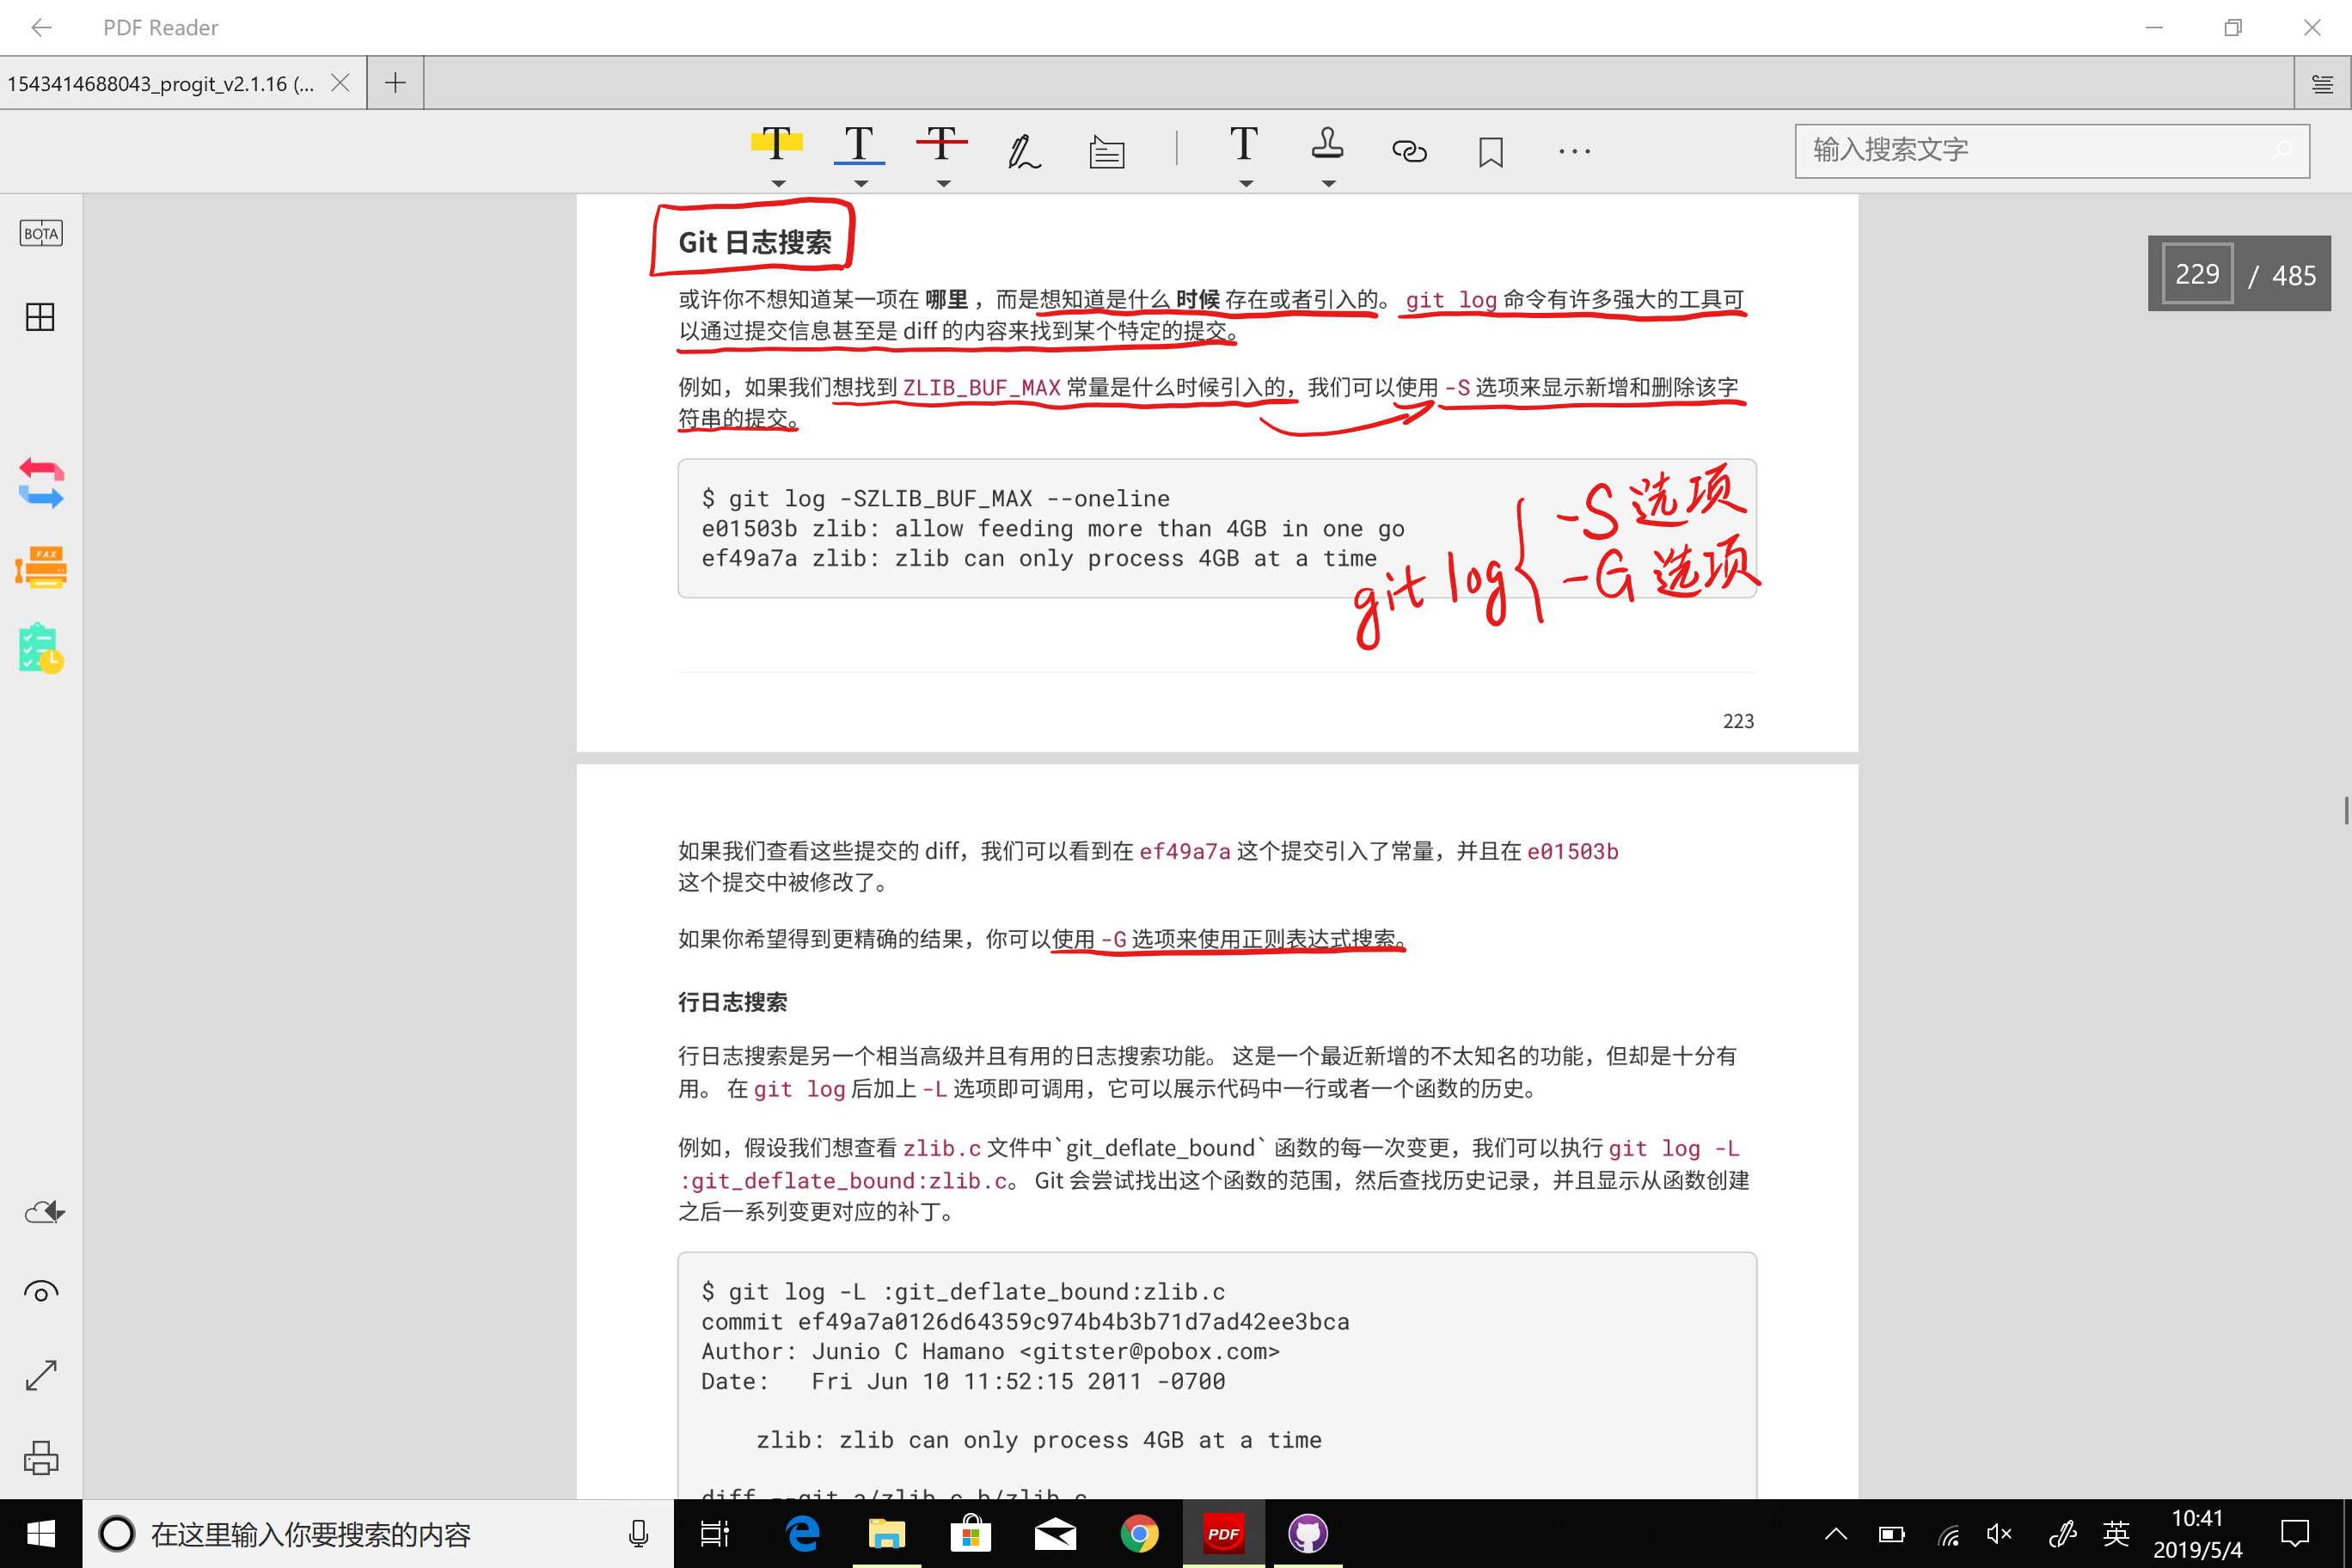 PDF Reader
1543414688043_progit_v2.1.16 (...
输入搜索文字
BOTA
229 / 485
Git 日志搜索
或许你不想知道某一项在 哪里 ，而是想知道是什么 时候 存在或者引入的。 git log 命令有许多强大的工具可
以通过提交信息甚至是 diff 的内容来找到某个特定的提交。
例如，如果我们想找到 ZLIB_BUF_MAX 常量是什么时候引入的，我们可以使用 -S 选项来显示新增和删除该字
符串的提交。
$ git log -SZLIB_BUF_MAX --oneline
e01503b zlib: allow feeding more than 4GB in one go
ef49a7a zlib: zlib can only process 4GB at a time
-S 选项
git log
-G 选项
223
如果我们查看这些提交的 diff，我们可以看到在 ef49a7a 这个提交引入了常量，并且在 e01503b
这个提交中被修改了。
如果你希望得到更精确的结果，你可以使用 -G 选项来使用正则表达式搜索。
行日志搜索
行日志搜索是另一个相当高级并且有用的日志搜索功能。 这是一个最近新增的不太知名的功能，但却是十分有
用。 在 git log 后加上 -L 选项即可调用，它可以展示代码中一行或者一个函数的历史。
例如，假设我们想查看 zlib.c 文件中`git_deflate_bound` 函数的每一次变更，我们可以执行 git log -L
:git_deflate_bound:zlib.c。 Git 会尝试找出这个函数的范围，然后查找历史记录，并且显示从函数创建
之后一系列变更对应的补丁。
$ git log -L :git_deflate_bound:zlib.c
commit ef49a7a0126d64359c974b4b3b71d7ad42ee3bca
Author: Junio C Hamano <gitster@pobox.com>
Date:   Fri Jun 10 11:52:15 2011 -0700
zlib: zlib can only process 4GB at a time
diff --git a/zlib.c b/zlib.c
FAX
在这里输入你要搜索的内容
PDF
英
10:41
2019/5/4